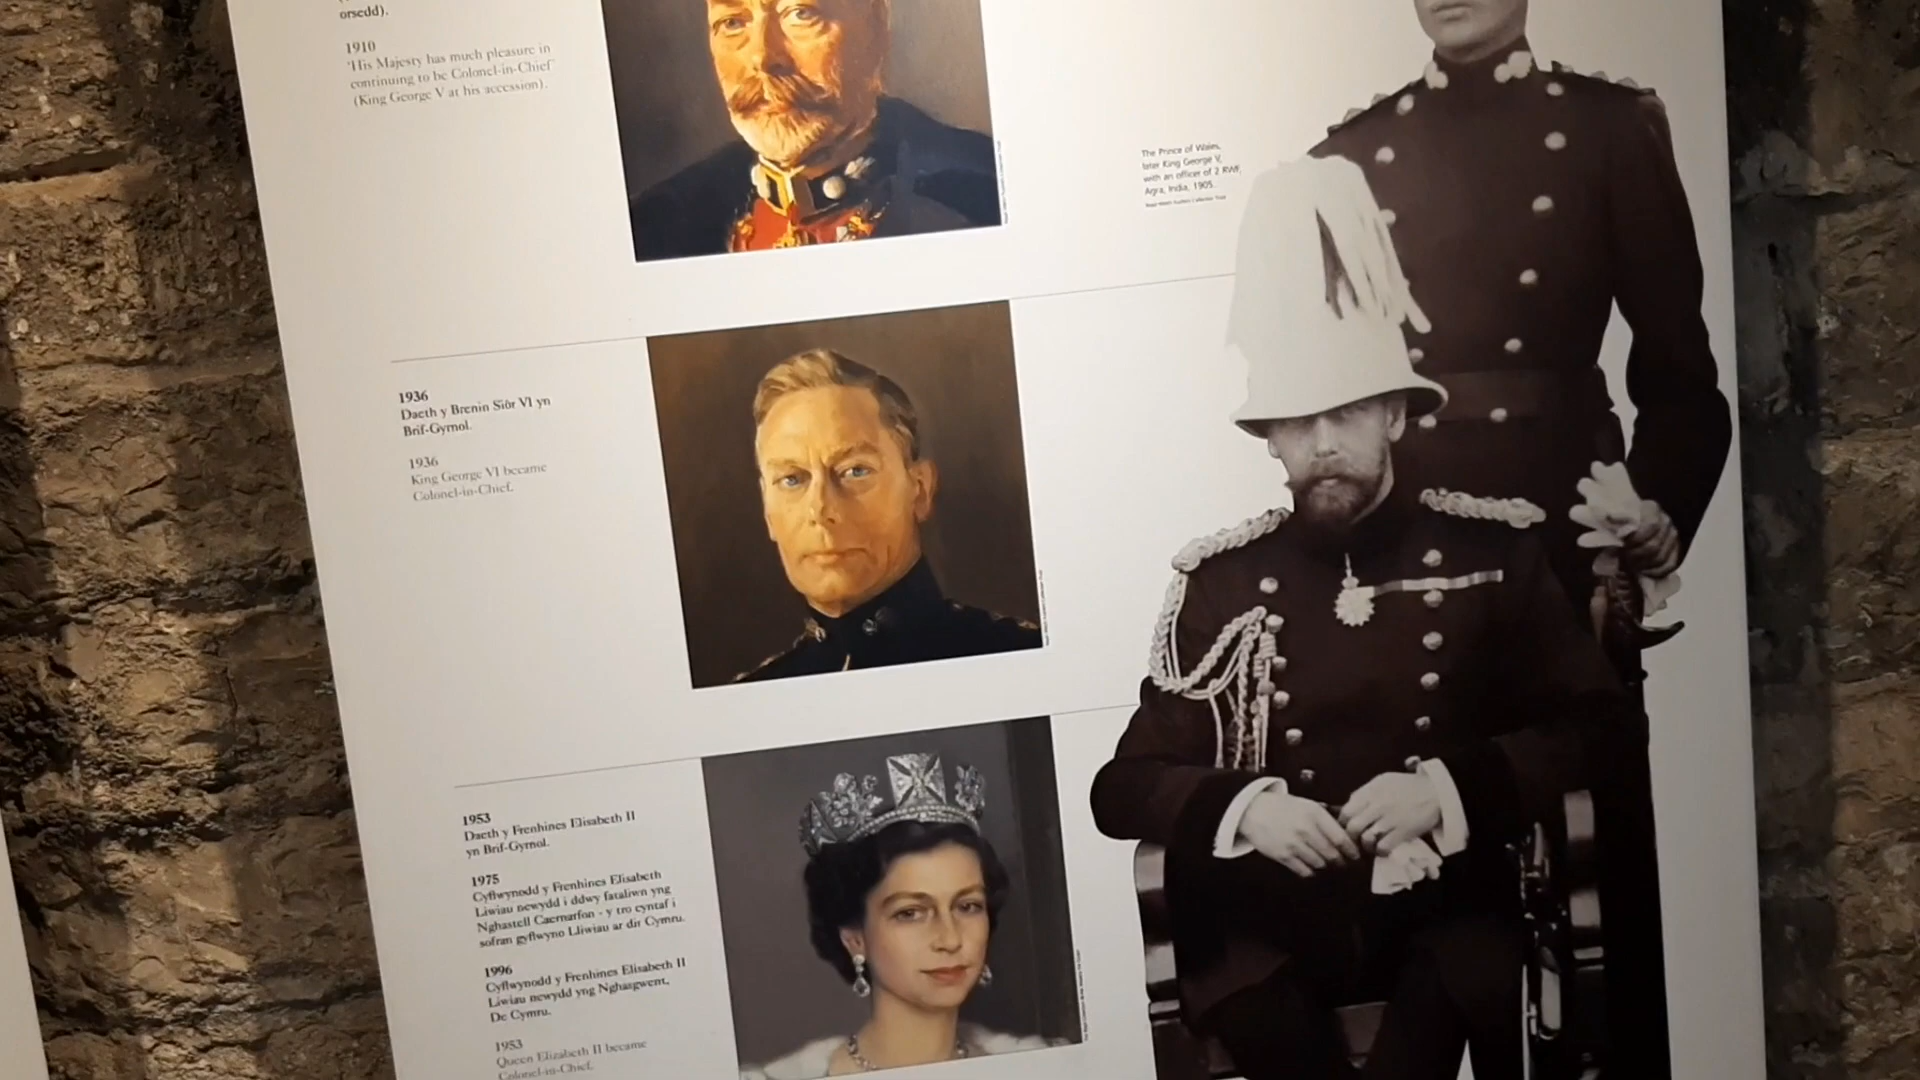 orsedd).
1910
'His Majesty has much pleasure in
continuing to be Colonel-in-Chief'
(King George V at his accession).
The Prince of Wales,
later King George V,
with an officer of 2 RWF,
Agra, India, 1905.
1936
Daeth y Brenin Siôr VI yn
Brif-Gyrnol.
1936
King George VI became
Colonel-in-Chief.
1953
Daeth y Frenhines Elisabeth II
yn Brif-Gyrnol.
1975
Cyflwynodd y Frenhines Elisabeth
Liwiau newydd i ddwy fataliwn yng
Nghastell Caernarfon - y tro cyntaf i
sofran gyflwyno Lliwiau ar dir Cymru.
1996
Cyflwynodd y Frenhines Elisabeth II
Liwiau newydd yng Nghasgwent,
De Cymru.
1953
Queen Elizabeth II became
Colonel-in-Chief.